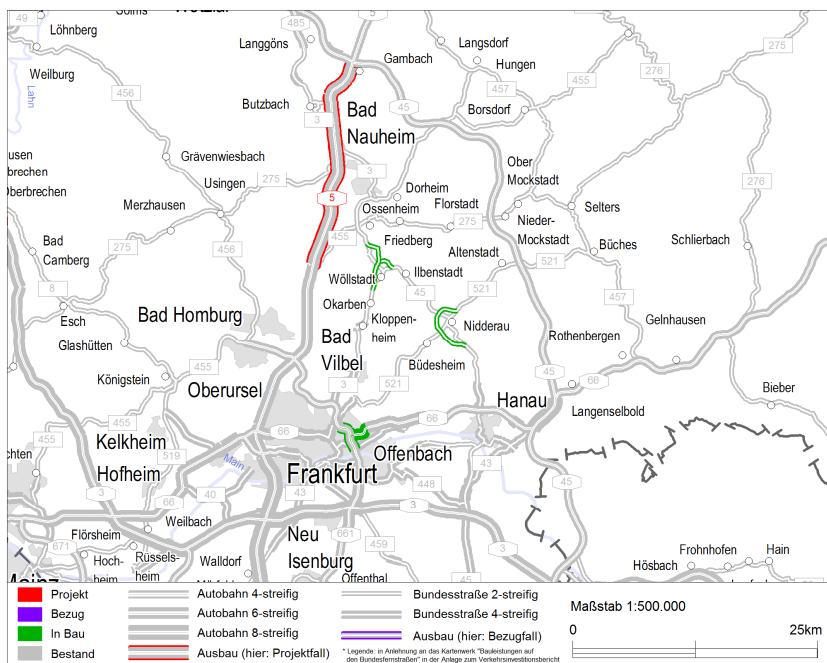 49
Solms
Wetzlar
5
Löhnberg
485
Langgöns
Langsdorf
Weilburg
Gambach
Hungen
275
276
Lahn
456
Butzbach
45
457
455
3
Bad
Nauheim
Borsdorf
Grävenwiesbach
Usingen
275
3
Ober
Mockstadt
276
Oberbrechen
Merzhausen
5
Dorheim
Ossenheim
Florstadt
275
Nieder-
Mockstadt
Selters
Bad
Camberg
275
456
455
Friedberg
Altenstadt
Büches
Schlierbach
521
8
Wöllstadt
Ilbenstadt
45
521
457
Esch
Bad Homburg
Okarben
Kloppen-
heim
Nidderau
Gelnhausen
Glashütten
Bad
Vilbel
Rothenbergen
Büdesheim
455
Königstein
Oberursel
3
521
45
66
Hanau
Bieber
Langenselbold
455
66
66
455
Kelkheim
Hofheim
519
Main
Offenbach
Frankfurt
43
448
45
3
66
40
43
3
Weilbach
Flörsheim
Neu
Isenburg
661
459
3
671
Hoch-
heim
Rüssels-
heim
Walldorf
Offenthal
45
Frohnhofen
Hain
Hösbach
Mainz
Projekt
Bezug
In Bau
Bestand
Autobahn 4-streifig
Autobahn 6-streifig
Autobahn 8-streifig
Ausbau (hier: Projektfall)
Bundesstraße 2-streifig
Bundesstraße 4-streifig
Ausbau (hier: Bezugfall)
* Legende: in Anlehnung an das Kartenwerk "Bauleistungen auf
den Bundesfernstraßen" in der Anlage zum Verkehrsinvestitionsbericht
Maßstab 1:500.000
0
25km